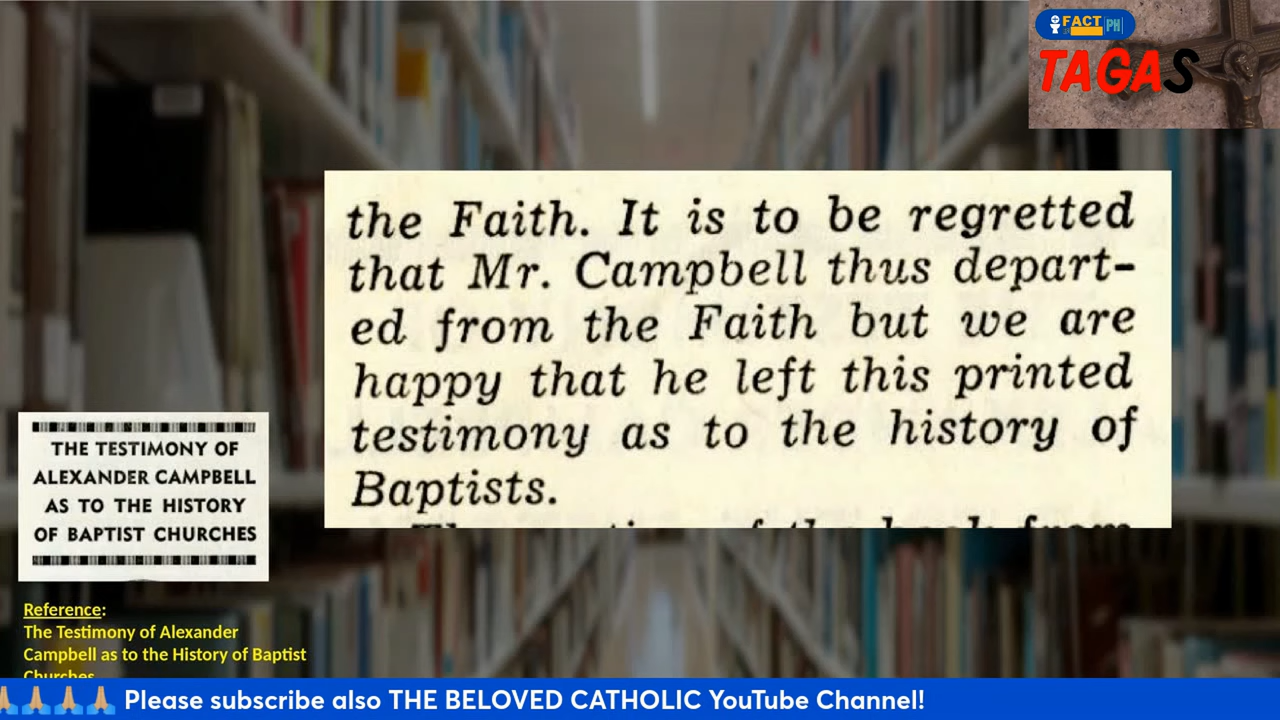 FACT PH
TAGAS
the Faith. It is to be regretted
that Mr. Campbell thus depart-
ed from the Faith but we are
happy that he left this printed
testimony as to the history of
Baptists.
THE TESTIMONY OF
ALEXANDER CAMPBELL
AS TO THE HISTORY
OF BAPTIST CHURCHES
Reference:
The Testimony of Alexander
Campbell as to the History of Baptist
Churches
Please subscribe also THE BELOVED CATHOLIC YouTube Channel!